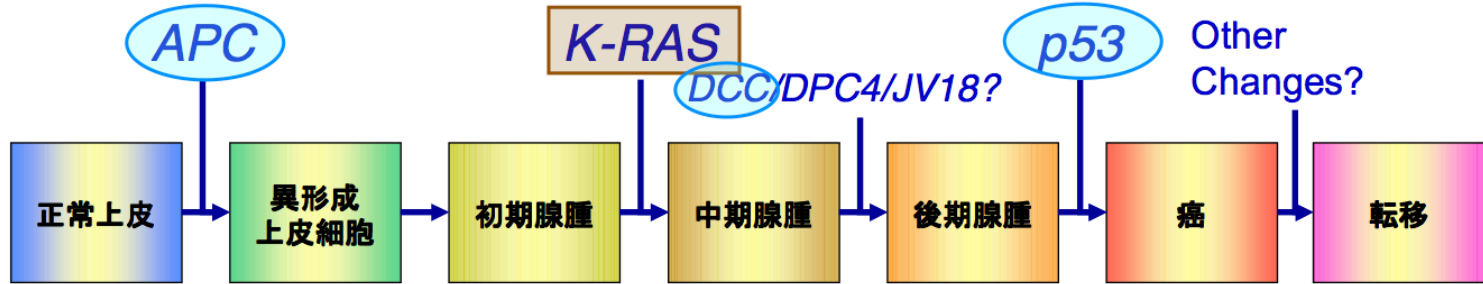 APC
K-RAS
DCC/DPC4/JV18?
p53
Other
Changes?
正常上皮
異形成
上皮細胞
初期腺腫
中期腺腫
後期腺腫
癌
転移